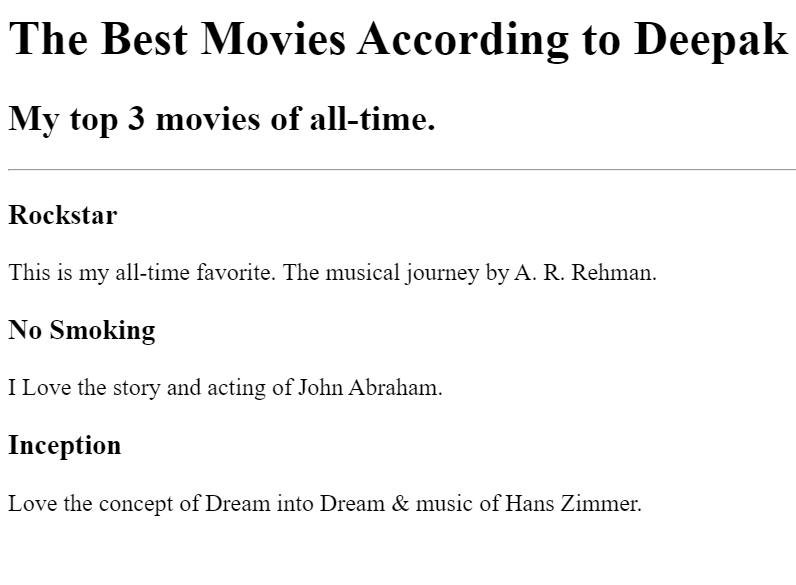 The Best Movies According to Deepak
My top 3 movies of all-time.
Rockstar
This is my all-time favorite. The musical journey by A. R. Rehman.
No Smoking
I Love the story and acting of John Abraham.
Inception
Love the concept of Dream into Dream & music of Hans Zimmer.